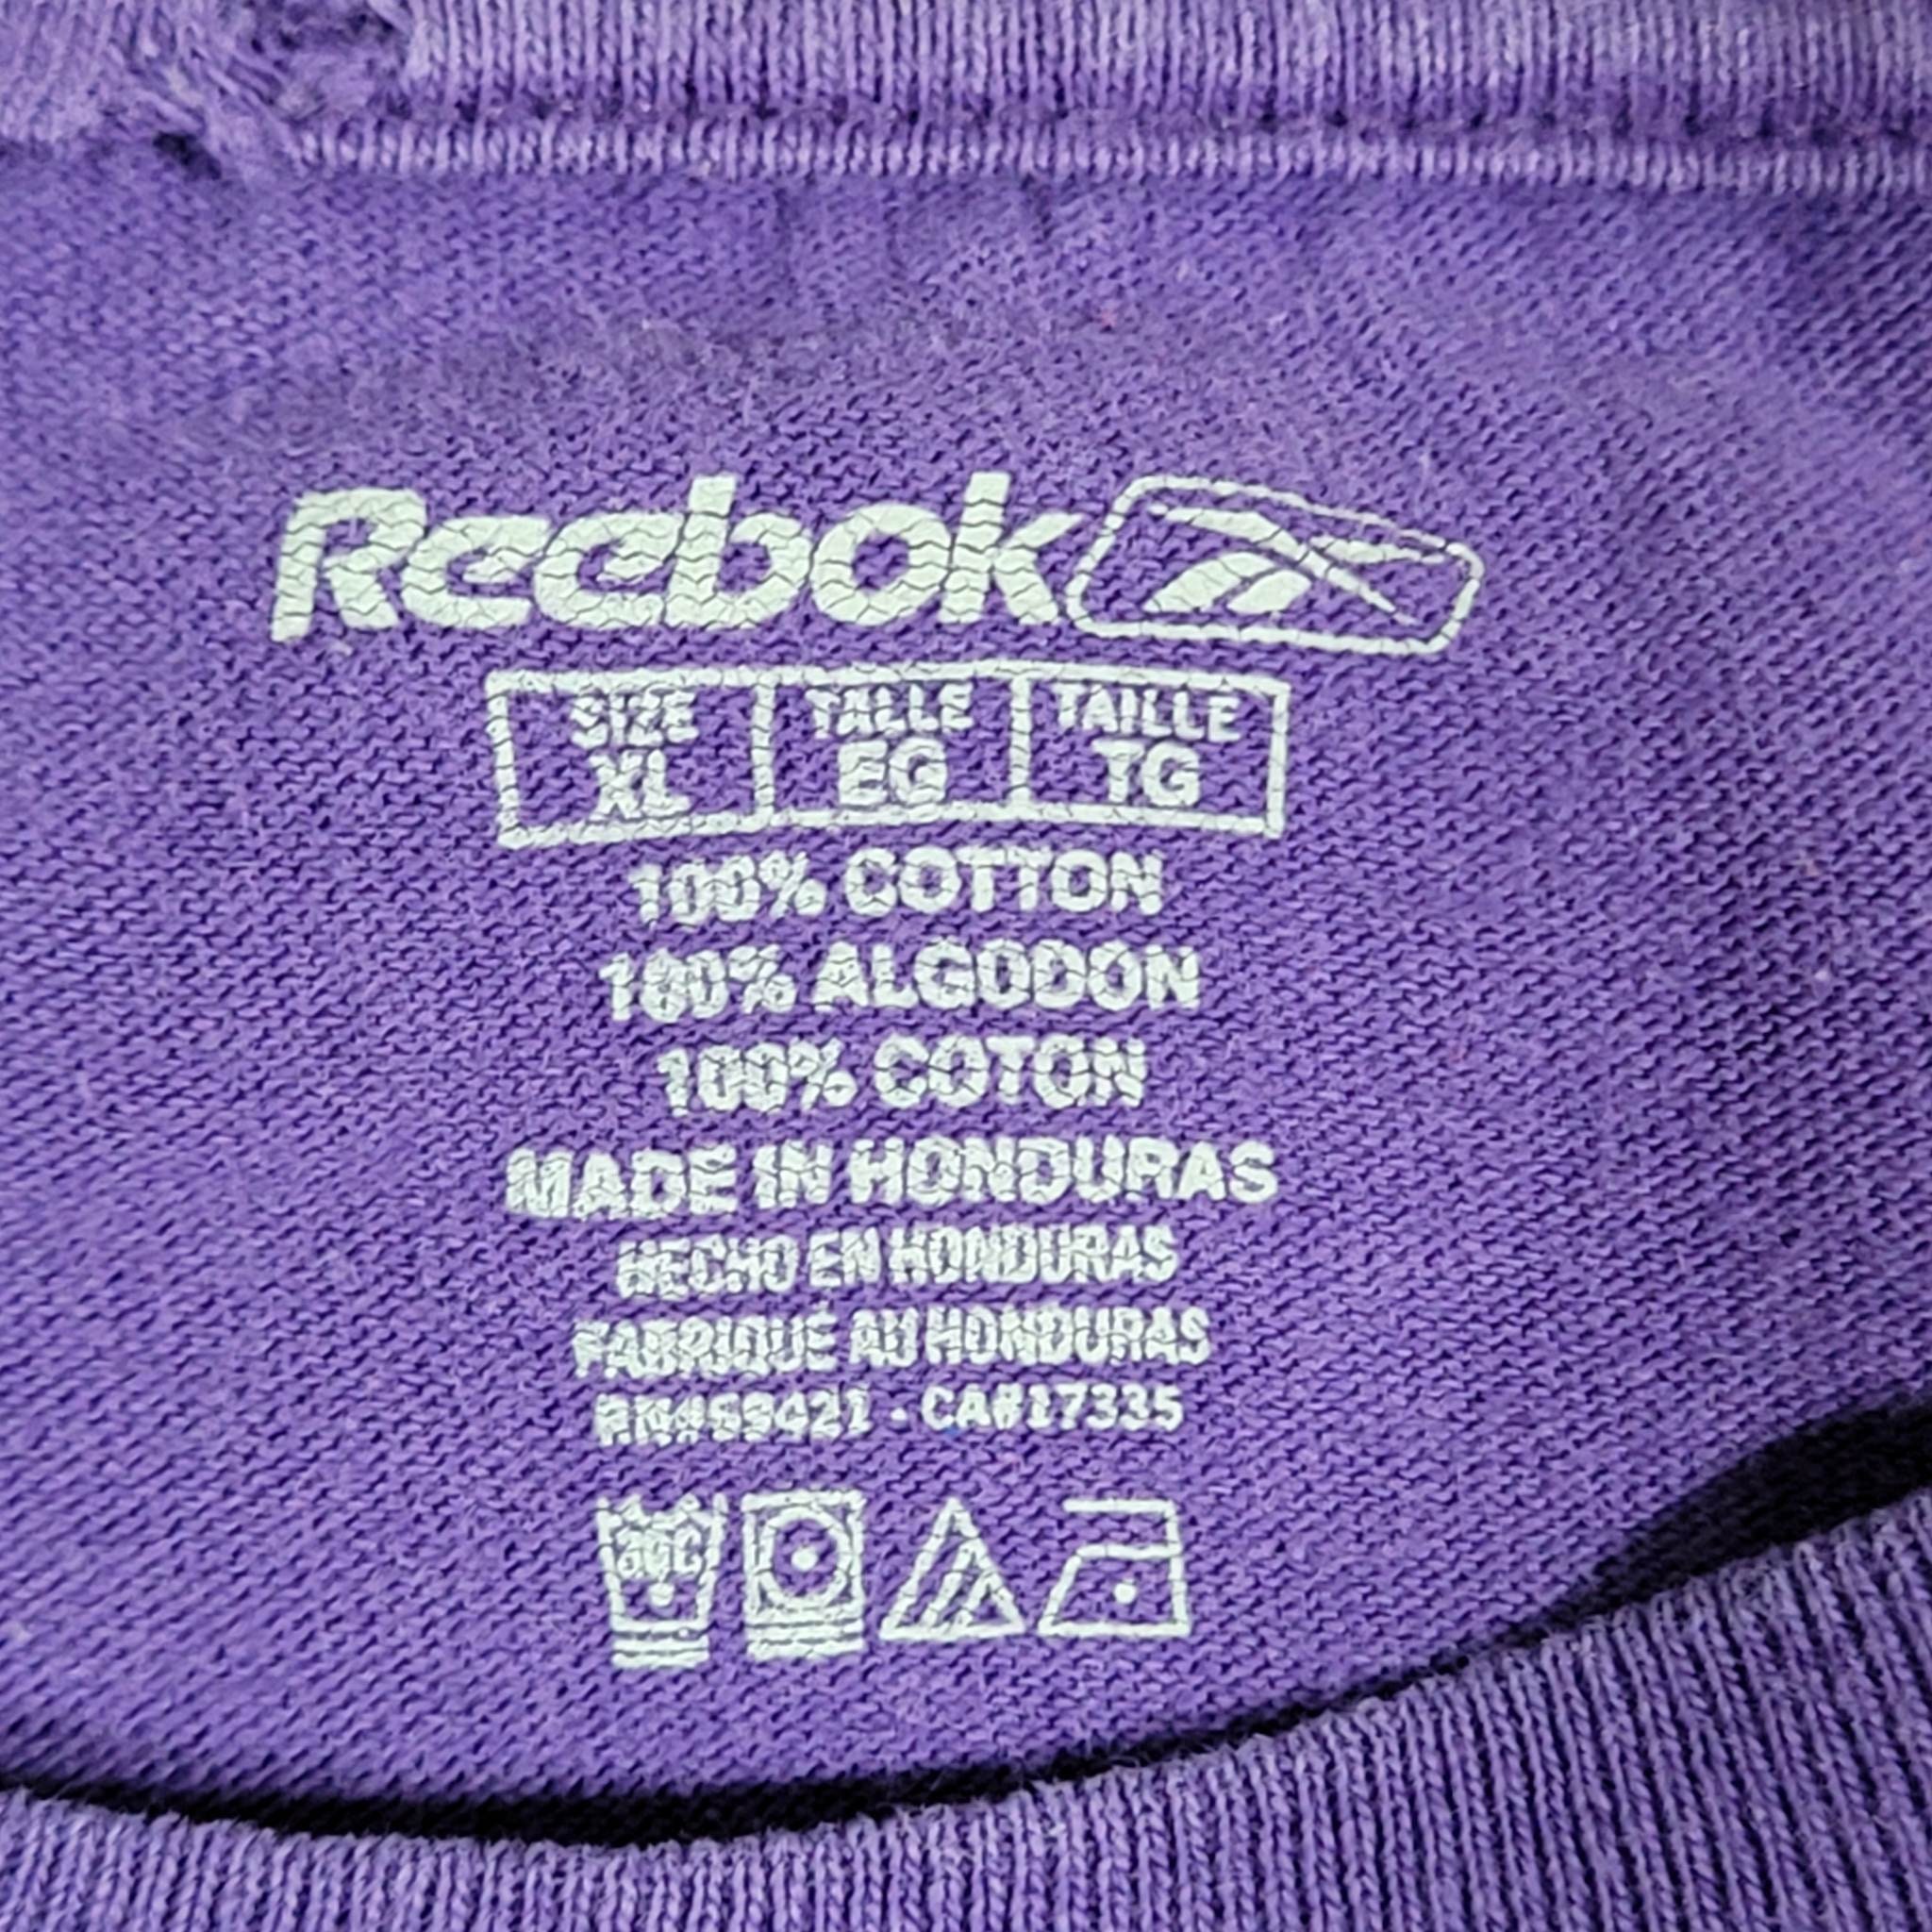 Reebok
SIZE TALLE TAILLE
XL EG TG
100% COTTON
100% ALGODON
100% COTON
MADE IN HONDURAS
HECHO EN HONDURAS
FABRIQUÉ AU HONDURAS
RN#59421 - CA#17335